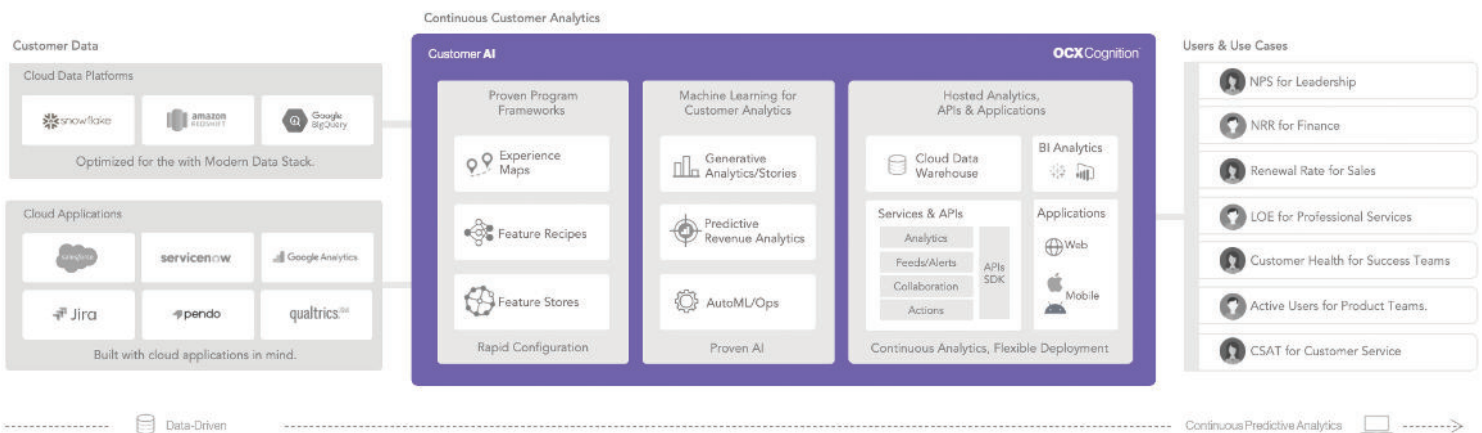 Continuous Customer Analytics
Customer Data
Cloud Data Platforms
snowflake
amazon
REDSHIFT
Google
BigQuery
Optimized for the with Modern Data Stack.
Cloud Applications
salesforce
servicenow
Google Analytics
Jira
pendo
qualtrics
Built with cloud applications in mind.
Customer AI
OCX Cognition
Proven Program
Frameworks
Experience
Maps
Feature Recipes
Feature Stores
Rapid Configuration
Machine Learning for
Customer Analytics
Generative
Analytics/Stories
Predictive
Revenue Analytics
AutoML/Ops
Proven AI
Hosted Analytics,
APIs & Applications
Cloud Data
Warehouse
BI Analytics
Services & APIs
Analytics
Feeds/Alerts
Collaboration
Actions
APIs
SDK
Applications
Web
Mobile
Continuous Analytics, Flexible Deployment
Users & Use Cases
NPS for Leadership
NRR for Finance
Renewal Rate for Sales
LOE for Professional Services
Customer Health for Success Teams
Active Users for Product Teams.
CSAT for Customer Service
Data-Driven
Continuous Predictive Analytics